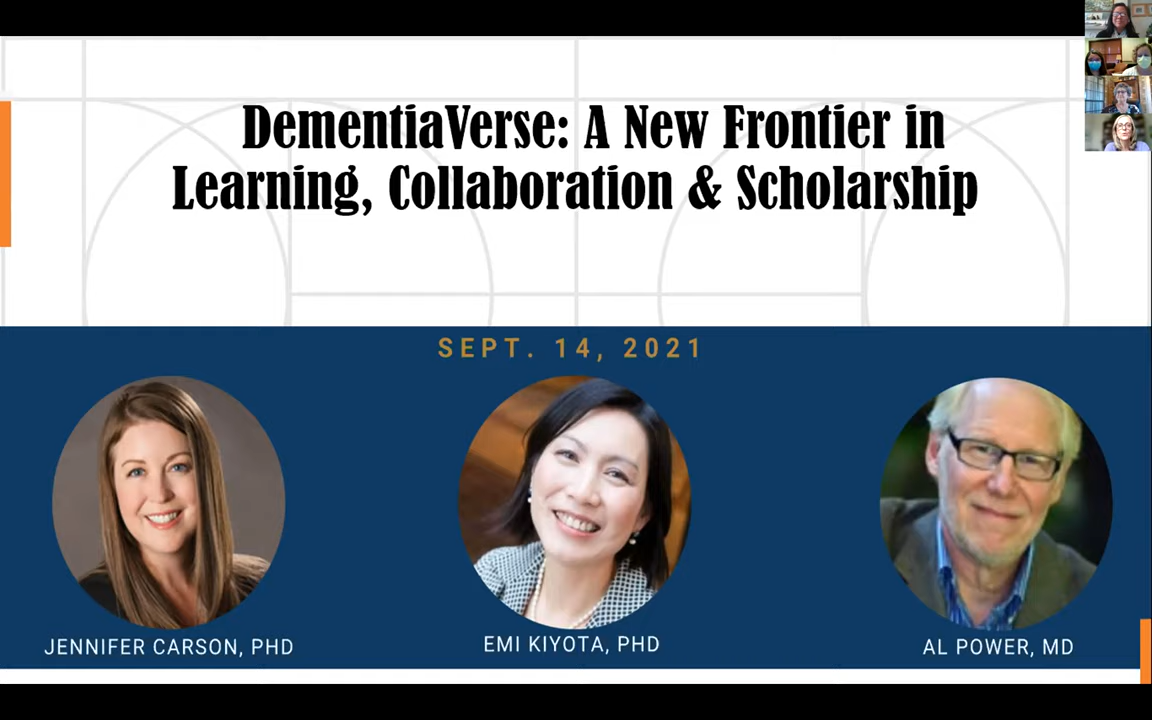 DementiaVerse: A New Frontier in
Learning, Collaboration & Scholarship
SEPT. 14, 2021
JENNIFER CARSON, PHD
EMI KIYOTA, PHD
AL POWER, MD